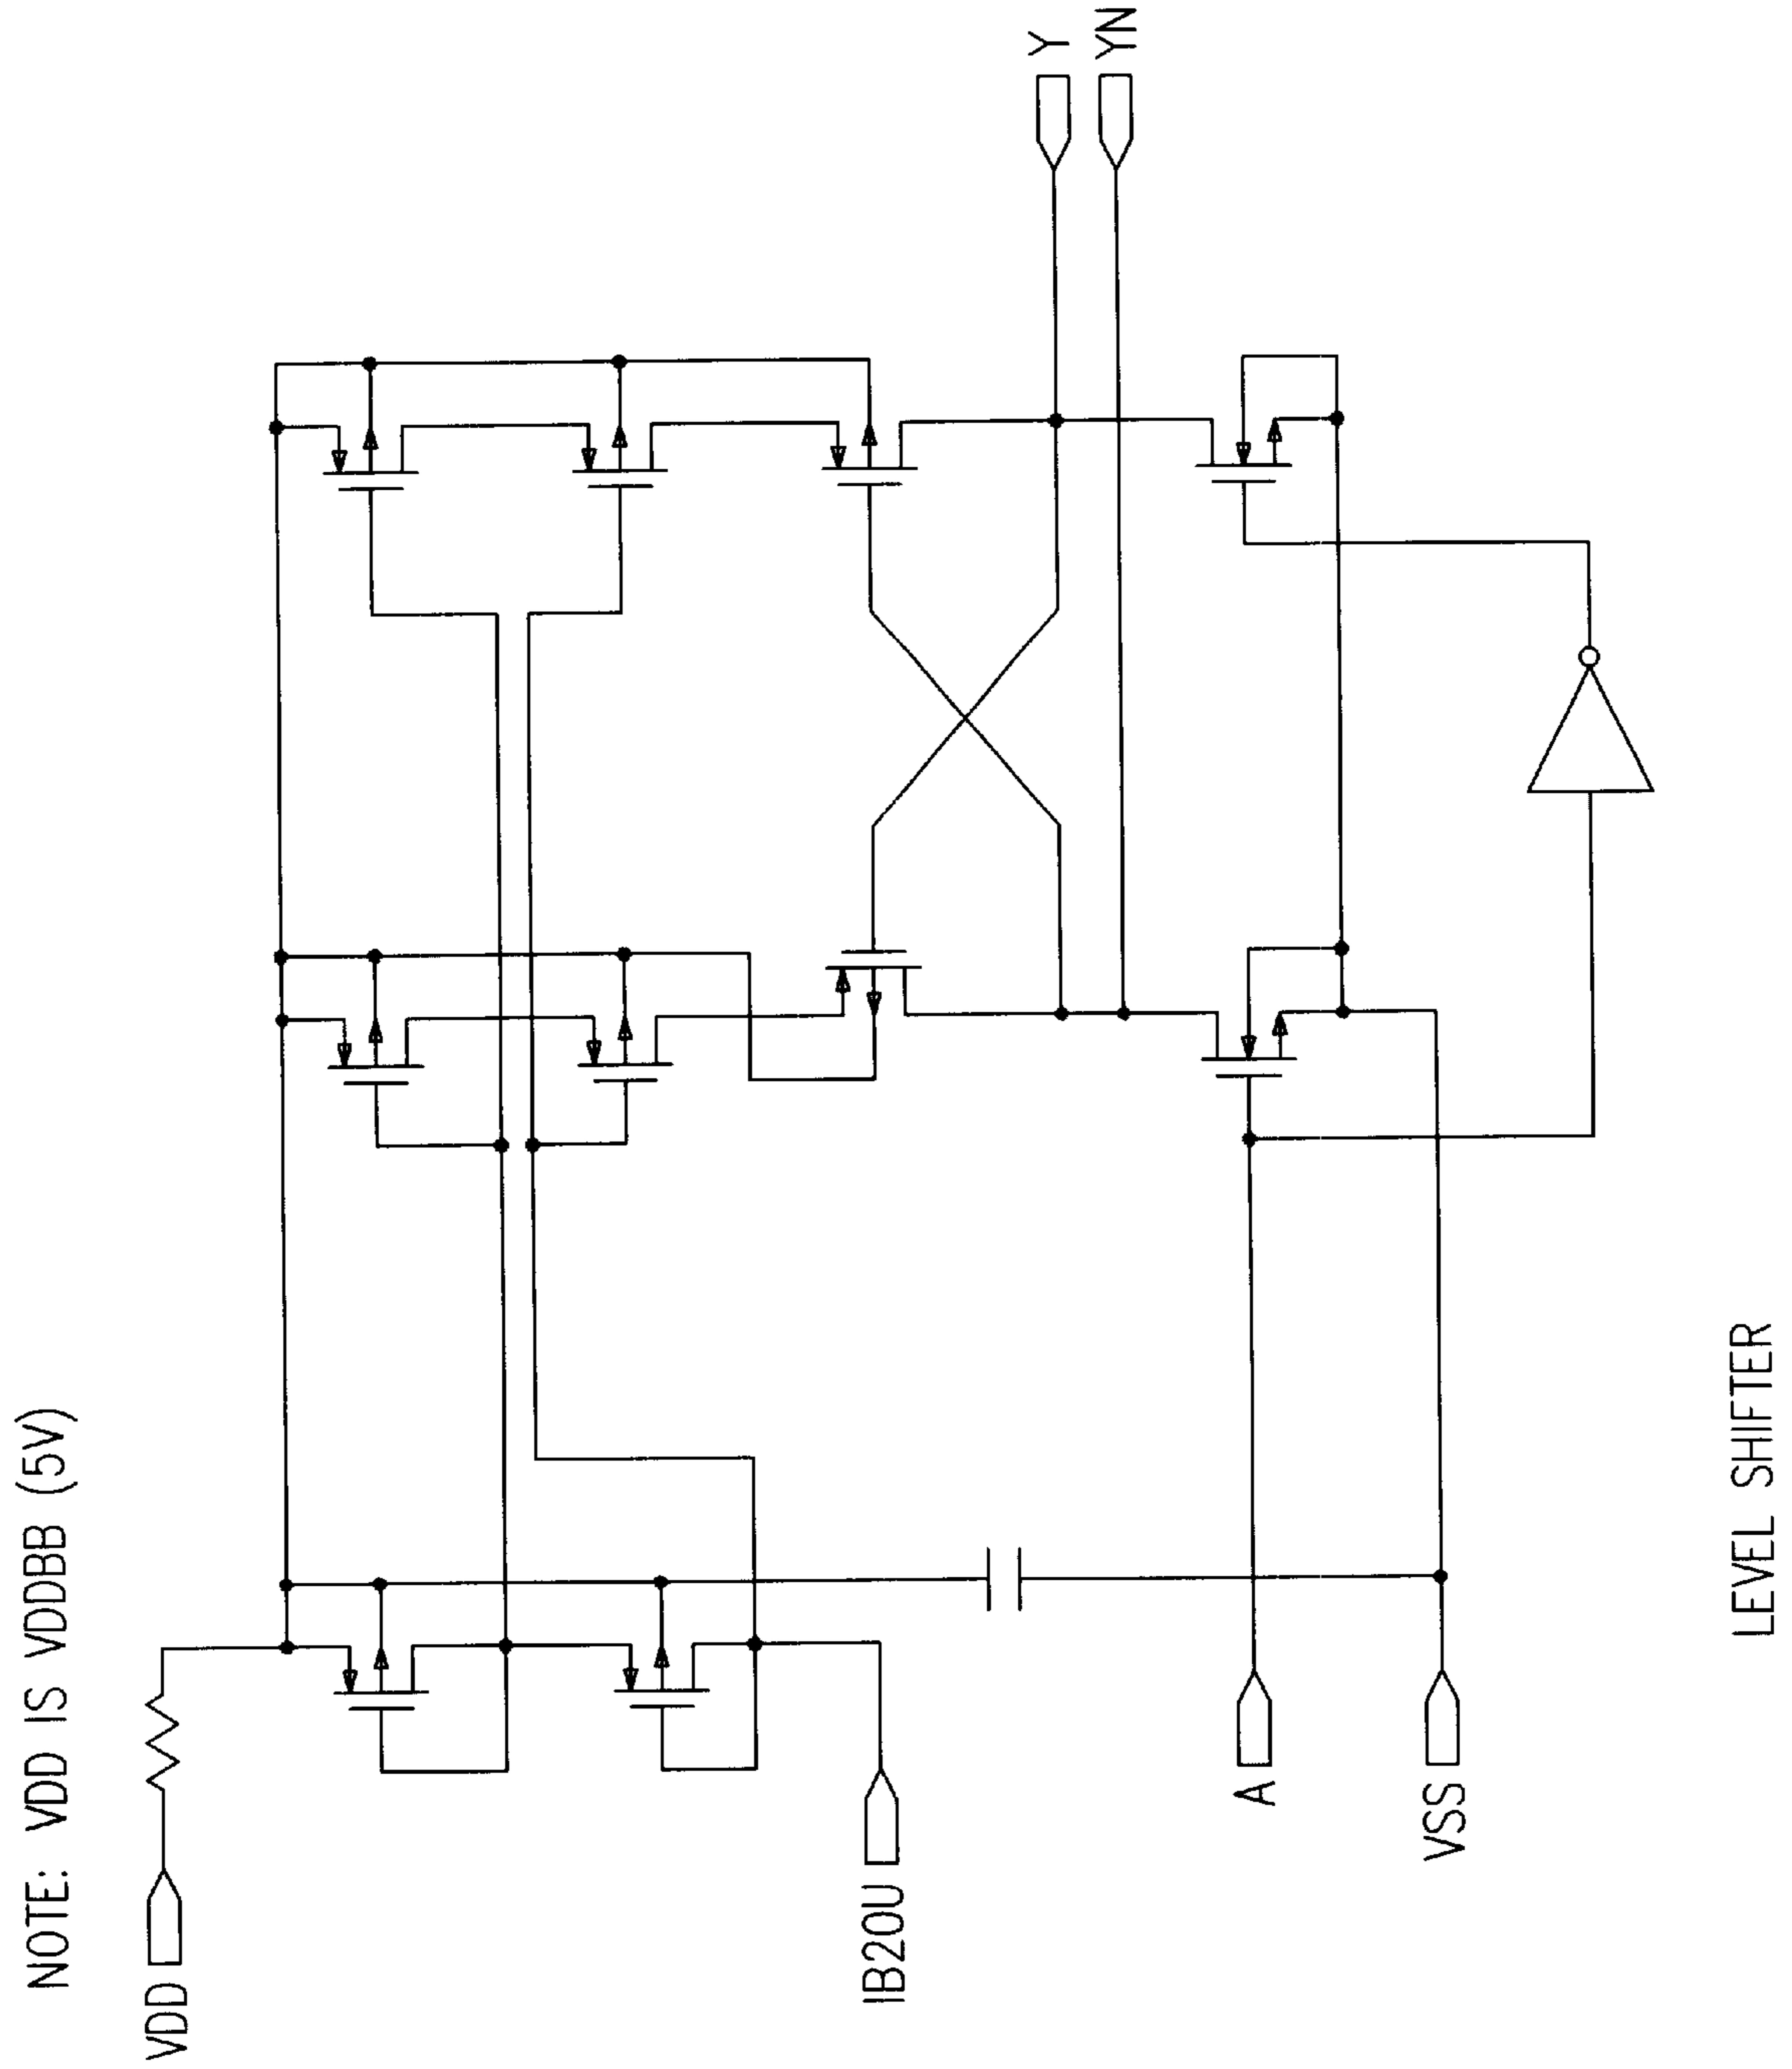 NOTE: VDD IS VDDBB (5V)
VDD
IB20U
A
VSS
Y
YN
LEVEL SHIFTER